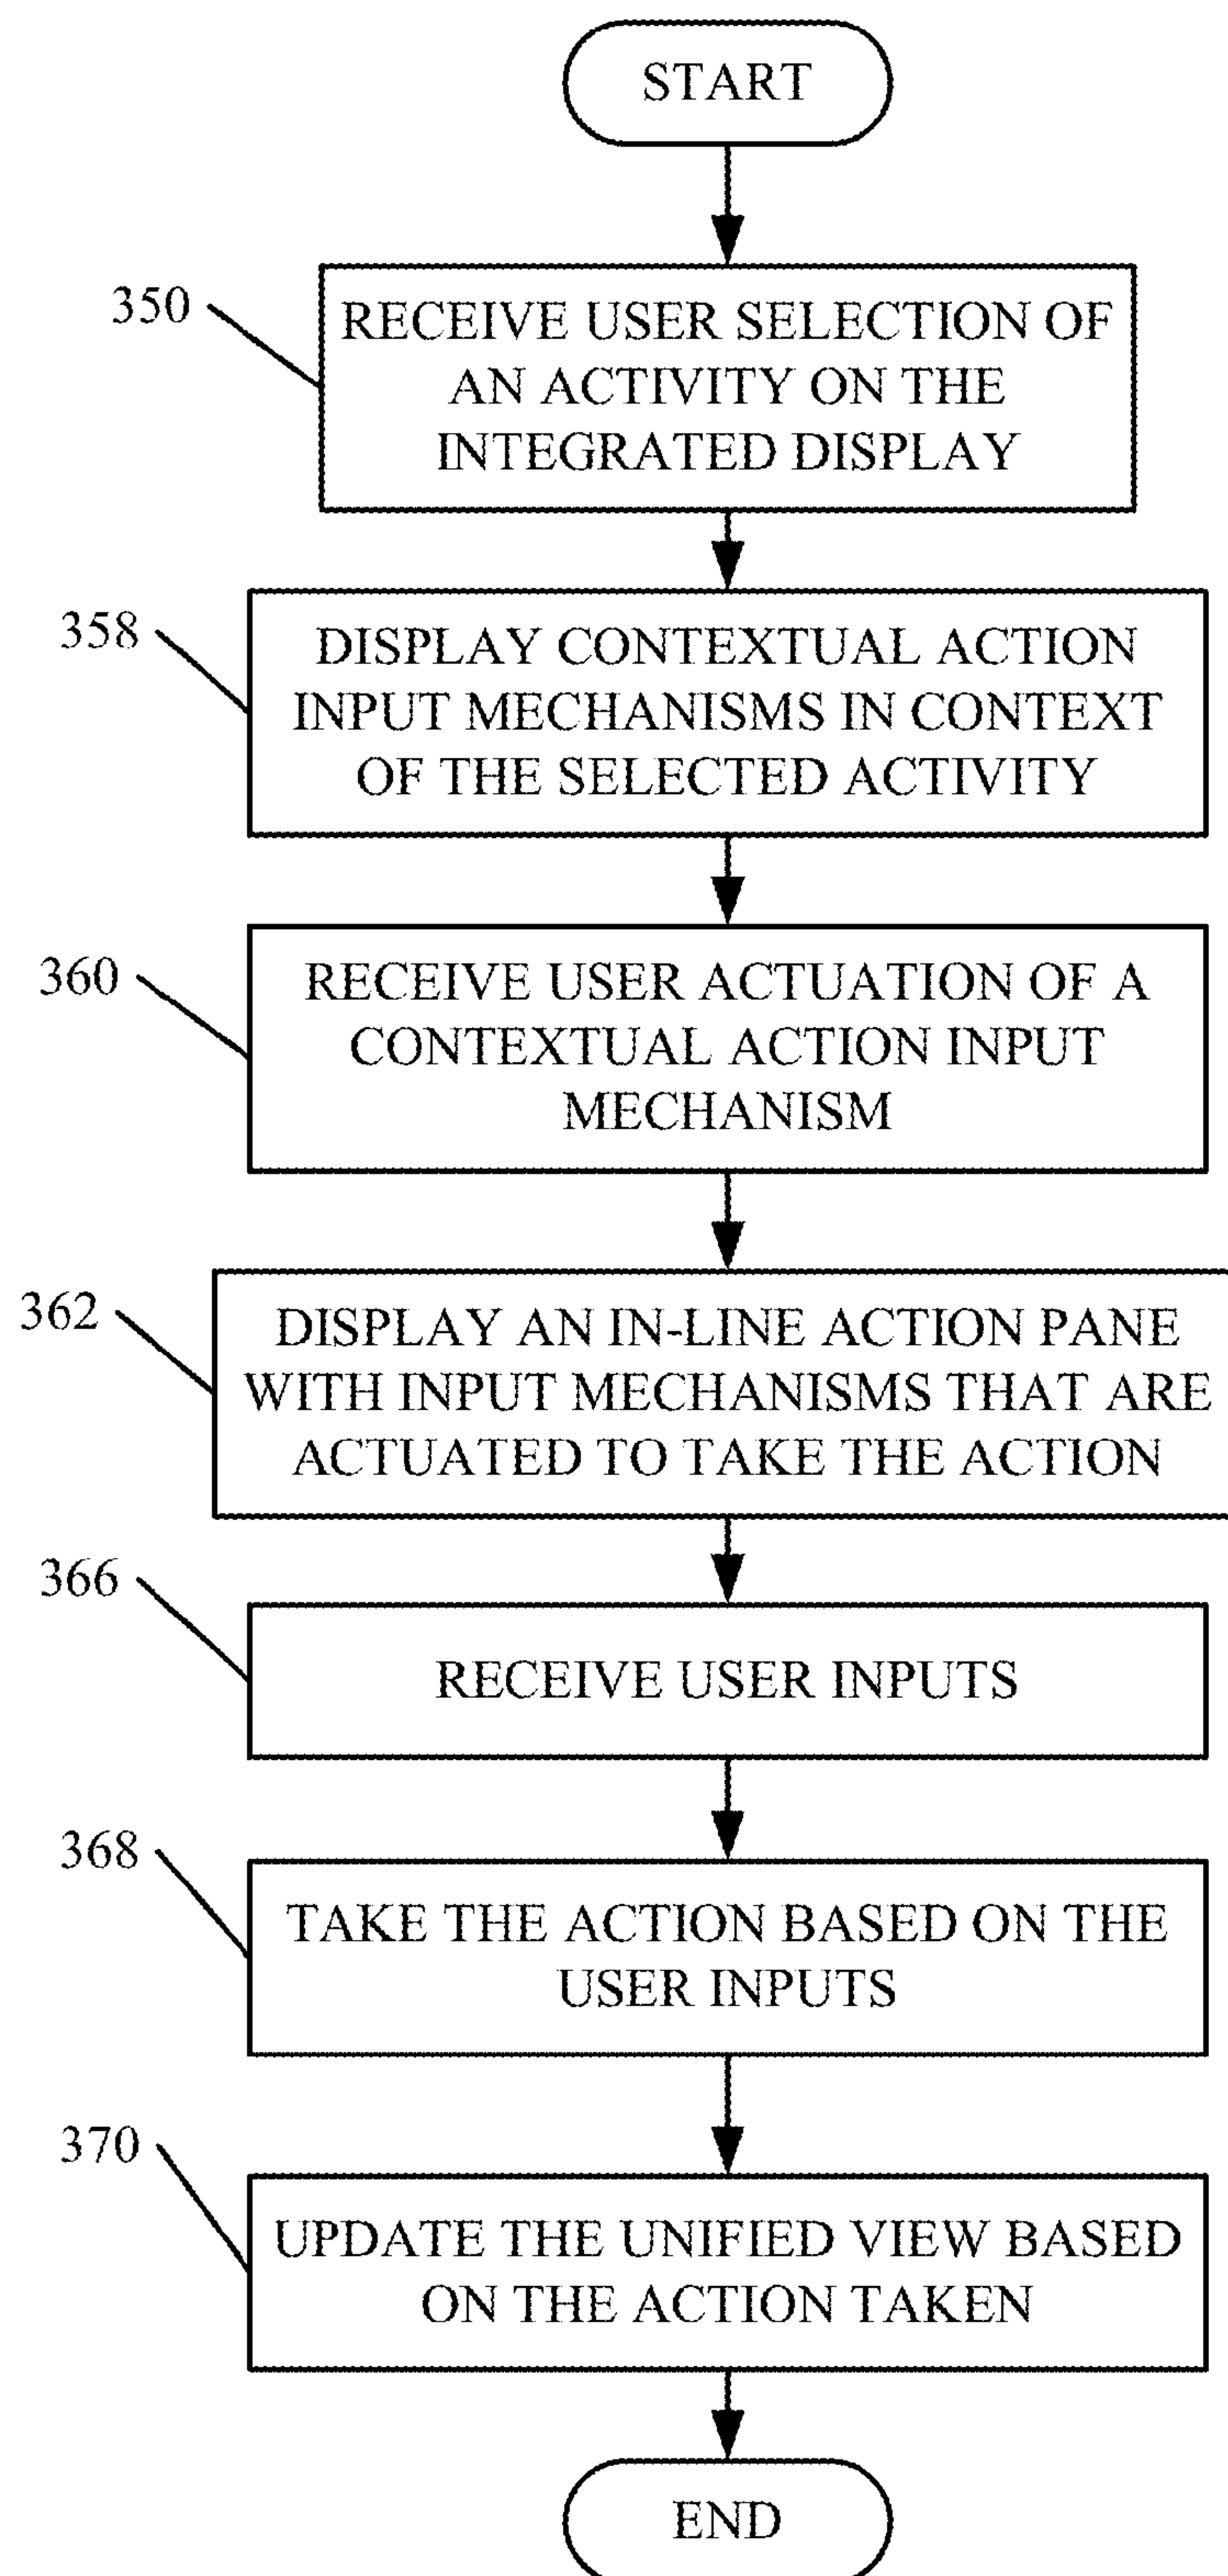 START
350
RECEIVE USER SELECTION OF
AN ACTIVITY ON THE
INTEGRATED DISPLAY
358
DISPLAY CONTEXTUAL ACTION
INPUT MECHANISMS IN CONTEXT
OF THE SELECTED ACTIVITY
360
RECEIVE USER ACTUATION OF A
CONTEXTUAL ACTION INPUT
MECHANISM
362
DISPLAY AN IN-LINE ACTION PANE
WITH INPUT MECHANISMS THAT ARE
ACTUATED TO TAKE THE ACTION
366
RECEIVE USER INPUTS
368
TAKE THE ACTION BASED ON THE
USER INPUTS
370
UPDATE THE UNIFIED VIEW BASED
ON THE ACTION TAKEN
END